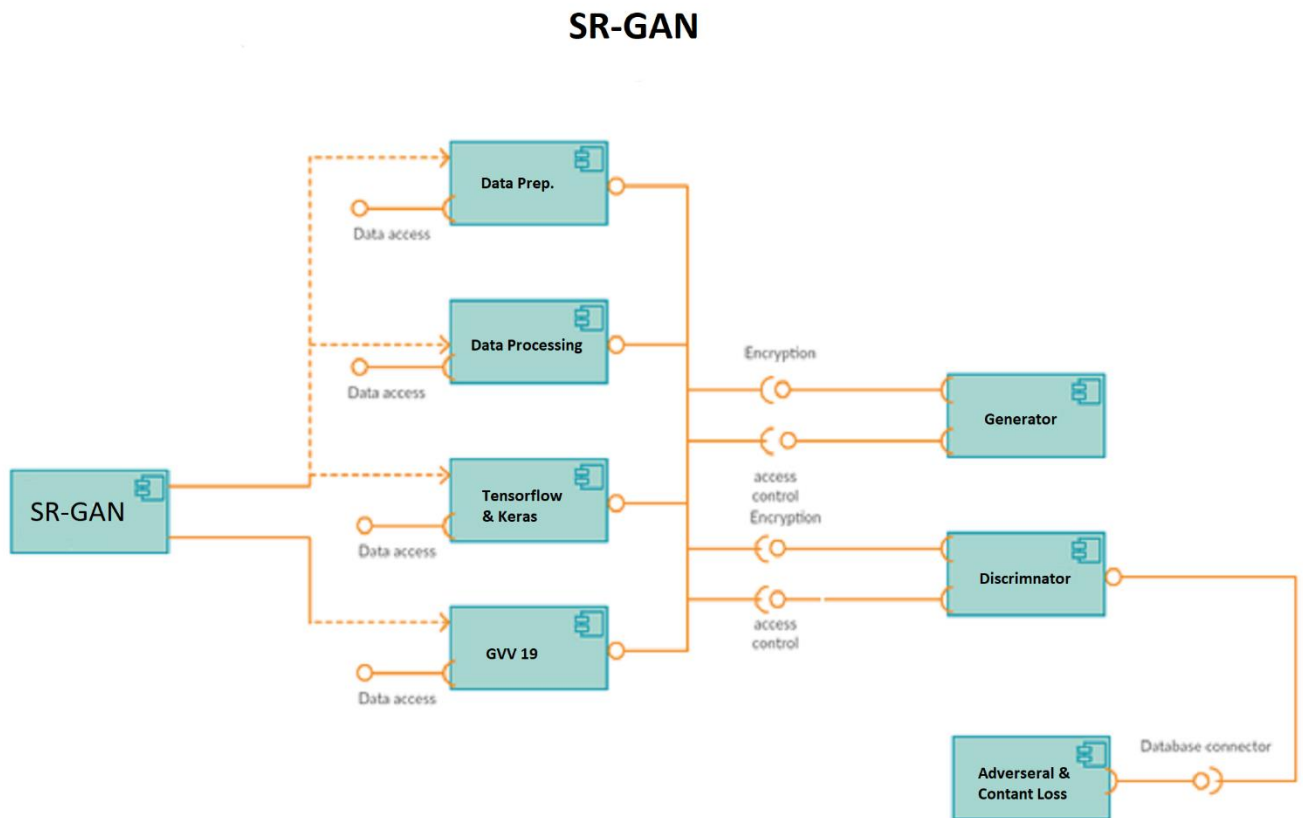 SR-GAN
Data Prep.
Data access
Data Processing
Data access
Encryption
Generator
access
control
SR-GAN
Tensorflow
& Keras
Data access
Encryption
Discrimnator
access
control
GVV 19
Data access
Database connector
Adverseral &
Contant Loss